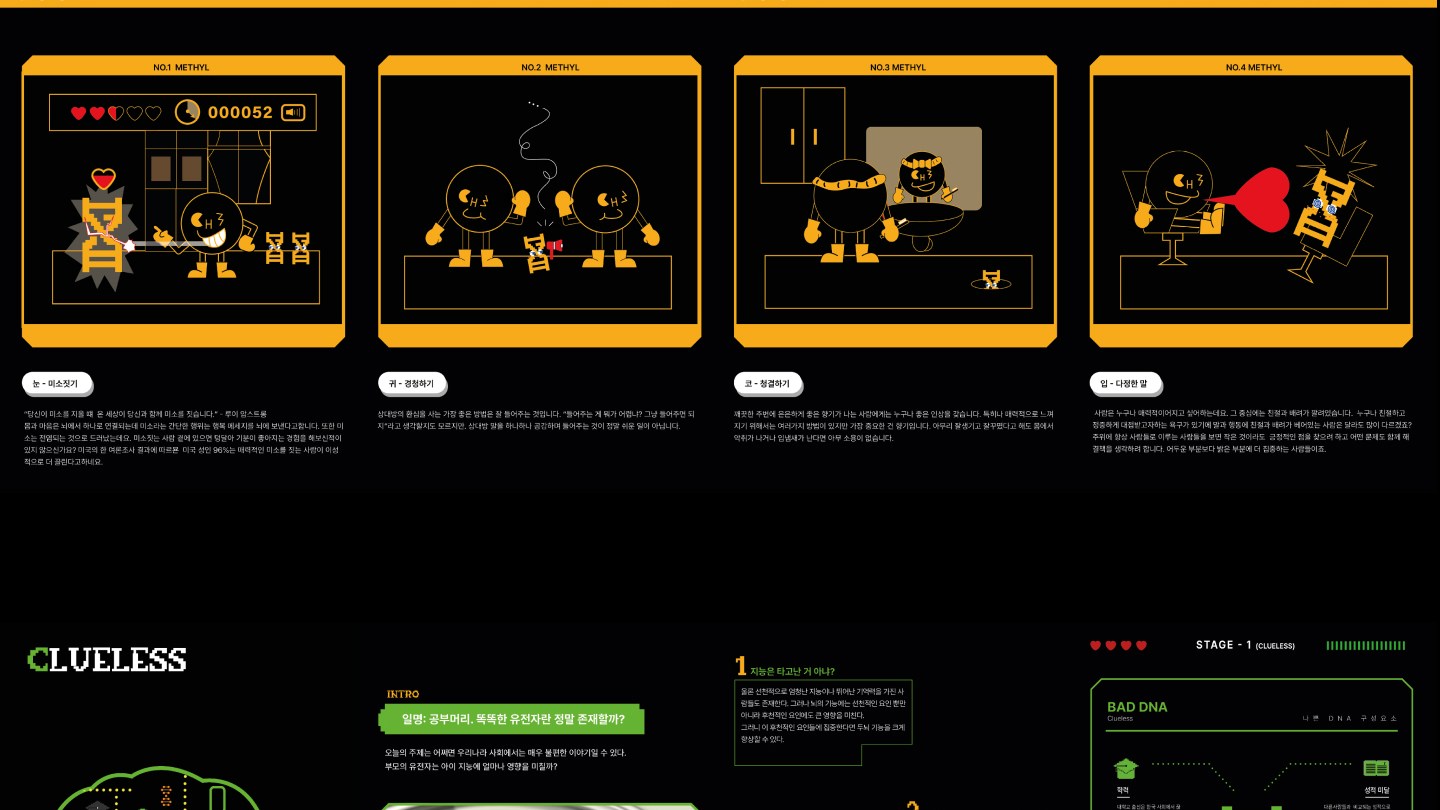 NO.1 METHYL
000052
CH3
눈 - 미소짓기
"당신이 미소를 지을 때 온 세상이 당신과 함께 미소를 짓습니다." - 루이 암스트롱
몸과 마음은 뇌에서 하나로 연결되는데 미소라는 간단한 행위는 행복 메세지를 뇌에 보낸다고합니다. 또한 미
소는 전염되는 것으로 드러났는데요. 미소짓는 사람 곁에 있으면 덩달아 기분이 좋아지는 경험을 해보신적이
있지 않으신가요? 미국의 한 여론조사 결과에 따르면 미국 성인 96%는 매력적인 미소를 짓는 사람이 이성
적으로 더 끌린다고하네요.
NO.2 METHYL
CH3
CH3
귀 - 경청하기
상대방의 환심을 사는 가장 좋은 방법은 잘 들어주는 것입니다. "들어주는 게 뭐가 어렵나? 그냥 들어주면 되
지"라고 생각할지도 모르지만, 상대방 말을 하나하나 공감하며 들어주는 것이 정말 쉬운 일이 아닙니다.
NO.3 METHYL
CH3
코 - 청결하기
깨끗한 주변에 은은하게 좋은 향기가 나는 사람에게는 누구나 좋은 인상을 갖습니다. 특히나 매력적으로 느껴
지기 위해서는 여러가지 방법이 있지만 가장 중요한 건 향기입니다. 아무리 잘생기고 잘꾸몄다고 해도 몸에서
악취가 나거나 입냄새가 난다면 아무 소용이 없습니다.
NO.4 METHYL
CH3
입 - 다정한 말
사람은 누구나 매력적이어지고 싶어하는데요. 그 중심에는 친절과 배려가 깔려있습니다. 누구나 친절하고
정중하게 대접받고자하는 욕구가 있기에 말과 행동에 친절과 배려가 베어있는 사람은 달라도 많이 다르겠죠?
주위에 항상 사람들로 이루는 사람들을 보면 작은 것이라도 긍정적인 점을 찾으려 하고 어떤 문제도 함께 해
결책을 생각하려 합니다. 어두운 부분보다 밝은 부분에 더 집중하는 사람들이죠.
CLUELESS
INTRO
일명: 공부머리. 똑똑한 유전자란 정말 존재할까?
오늘의 주제는 어쩌면 우리나라 사회에서는 매우 불편한 이야기일 수 있다.
부모의 유전자는 아이 지능에 얼마나 영향을 미칠까?
1 지능은 타고난 거 아냐?
물론 선천적으로 엄청난 지능이나 뛰어난 기억력을 가진 사
람들도 존재한다. 그러나 뇌의 기능에는 선천적인 요인 뿐만
아니라 후천적인 요인에도 큰 영향을 미친다.
그러니 이 후천적인 요인들에 집중한다면 두뇌 기능을 크게
향상할 수 있다.
STAGE - 1 (CLUELESS)
BAD DNA
Clueless
나쁜 DNA 구성요소
학력
성적 미달